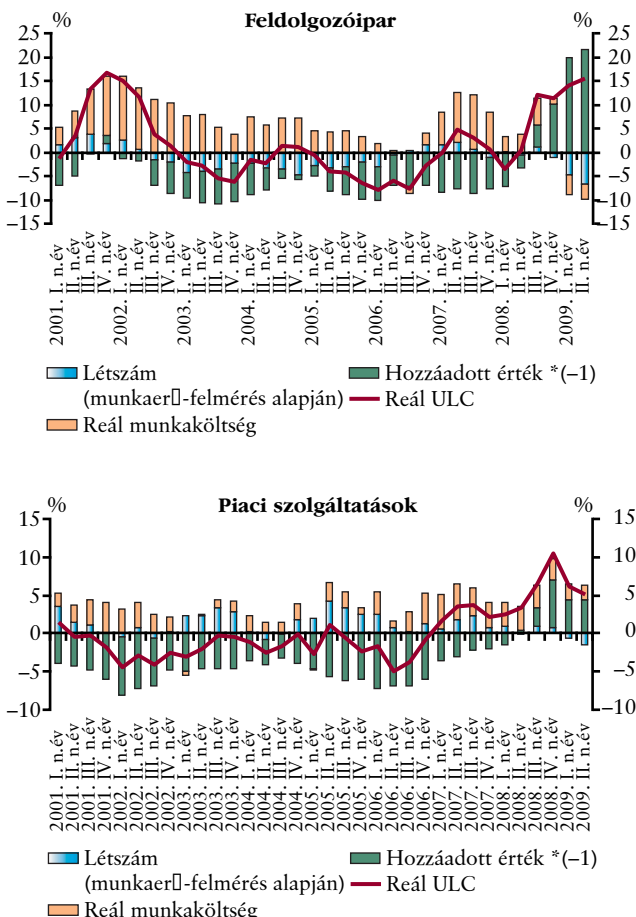 % Feldolgozóipar %
25 25
20 20
15 15
10 10
5 5
0 0
−5 −5
−10 −10
−15 −15
2001. I. n.év
II. n.év
III. n.év
IV. n.év
2002. I. n.év
II. n.év
III. n.év
IV. n.év
2003. I. n.év
II. n.év
III. n.év
IV. n.év
2004. I. n.év
II. n.év
III. n.év
IV. n.év
2005. I. n.év
II. n.év
III. n.év
IV. n.év
2006. I. n.év
II. n.év
III. n.év
IV. n.év
2007. I. n.év
II. n.év
III. n.év
IV. n.év
2008. I. n.év
II. n.év
III. n.év
IV. n.év
2009. I. n.év
II. n.év
Létszám
(munkaer▯-felmérés alapján)
Reál munkaköltség
Hozzáadott érték *(–1)
Reál ULC
% Piaci szolgáltatások %
15 15
10 10
5 5
0 0
−5 −5
−10 −10
2001. I. n.év
2001. II. n.év
2001. III. n.év
2001. IV. n.év
2002. I. n.év
2002. II. n.év
2002. III. n.év
2002. IV. n.év
2003. I. n.év
2003. II. n.év
2003. III. n.év
2003. IV. n.év
2004. I. n.év
2004. II. n.év
2004. III. n.év
2004. IV. n.év
2005. I. n.év
2005. II. n.év
2005. III. n.év
2005. IV. n.év
2006. I. n.év
2006. II. n.év
2006. III. n.év
2006. IV. n.év
2007. I. n.év
2007. II. n.év
2007. III. n.év
2007. IV. n.év
2008. I. n.év
2008. II. n.év
2008. III. n.év
2008. IV. n.év
2009. I. n.év
2009. II. n.év
Létszám
(munkaer▯-felmérés alapján)
Reál munkaköltség
Hozzáadott érték *(–1)
Reál ULC